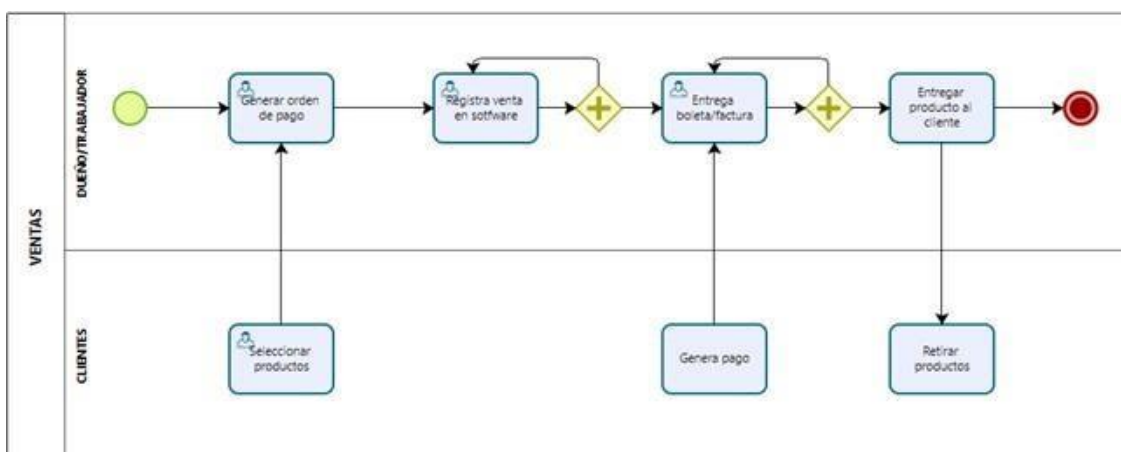 VENTAS
DUEÑO/TRABAJADOR
Generar orden
de pago
Registra venta
en sotfware
Entrega
boleta/factura
Entregar
producto al
cliente
CLIENTES
Seleccionar
productos
Genera pago
Retirar
productos